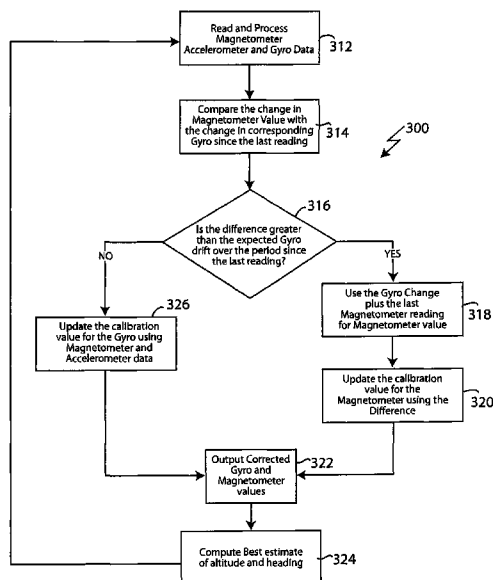 Read and Process
Magnetometer
Accelerometer and Gyro Data
312
Compare the change in
Magnetometer Value with
the change in corresponding
Gyro since the last reading
314
300
316
Is the difference greater
than the expected Gyro
drift over the period since
the last reading?
NO
YES
326
Update the calibration
value for the Gyro using
Magnetometer and
Accelerometer data
Use the Gyro Change
plus the last
Magnetometer reading
for Magnetometer value
318
Update the calibration
value for the
Magnetometer using the
Difference
320
Output Corrected
Gyro and
Magnetometer
values
322
Compute Best estimate
of altitude and heading
324